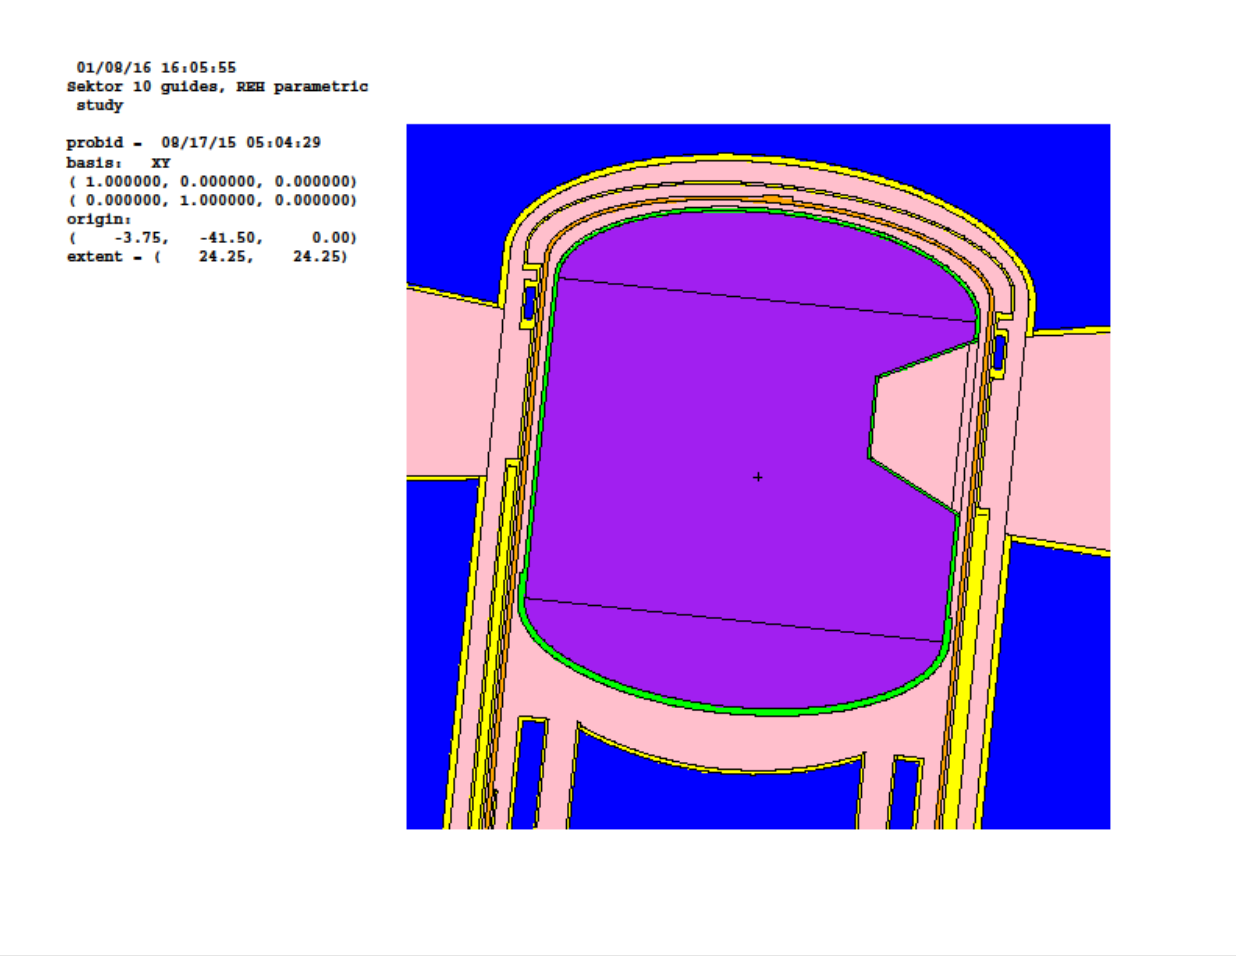 01/08/16 16:05:55
Sektor 10 guides, REH parametric
study
probid = 08/17/15 05:04:29
basis: XY
( 1.000000, 0.000000, 0.000000)
( 0.000000, 1.000000, 0.000000)
origin:
( -3.75, -41.50, 0.00)
extent = ( 24.25, 24.25)